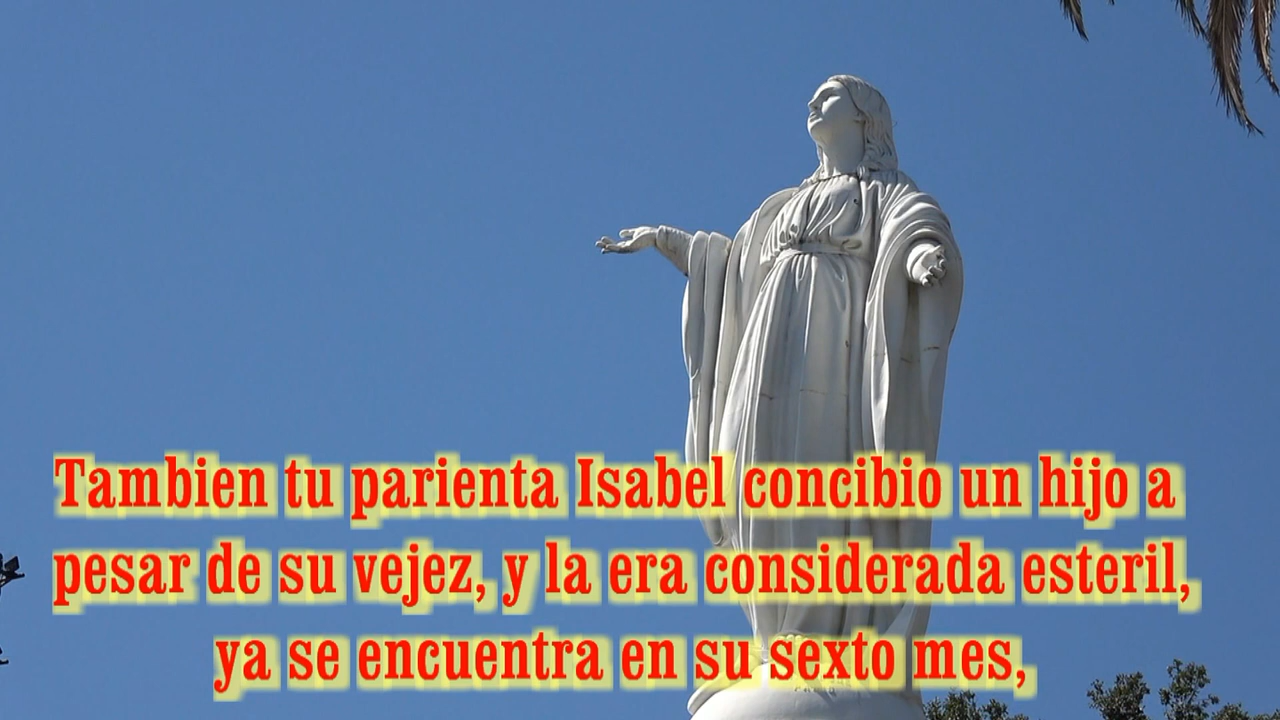 Tambien tu parienta Isabel concibio un hijo a
pesar de su vejez, y la era considerada esteril,
ya se encuentra en su sexto mes,